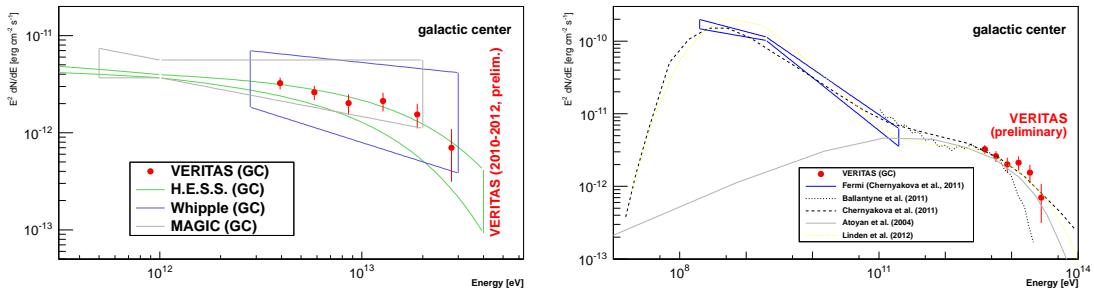 galactic center
E² dN/dE [erg cm⁻² s⁻¹]
10⁻¹¹
10⁻¹²
10⁻¹³
VERITAS (GC)
H.E.S.S. (GC)
Whipple (GC)
MAGIC (GC)
VERITAS (2010-2012, prelim.)
10¹²
10¹³
Energy [eV]
galactic center
E² dN/dE [erg cm⁻² s⁻¹]
10⁻¹⁰
10⁻¹¹
10⁻¹²
10⁻¹³
VERITAS
(preliminary)
VERITAS (GC)
Fermi (Chernyakova et al., 2011)
Ballantyne et al. (2011)
Chernyakova et al. (2011)
Atoyan et al. (2004)
Linden et al. (2012)
10⁸
10¹¹
10¹⁴
Energy [eV]